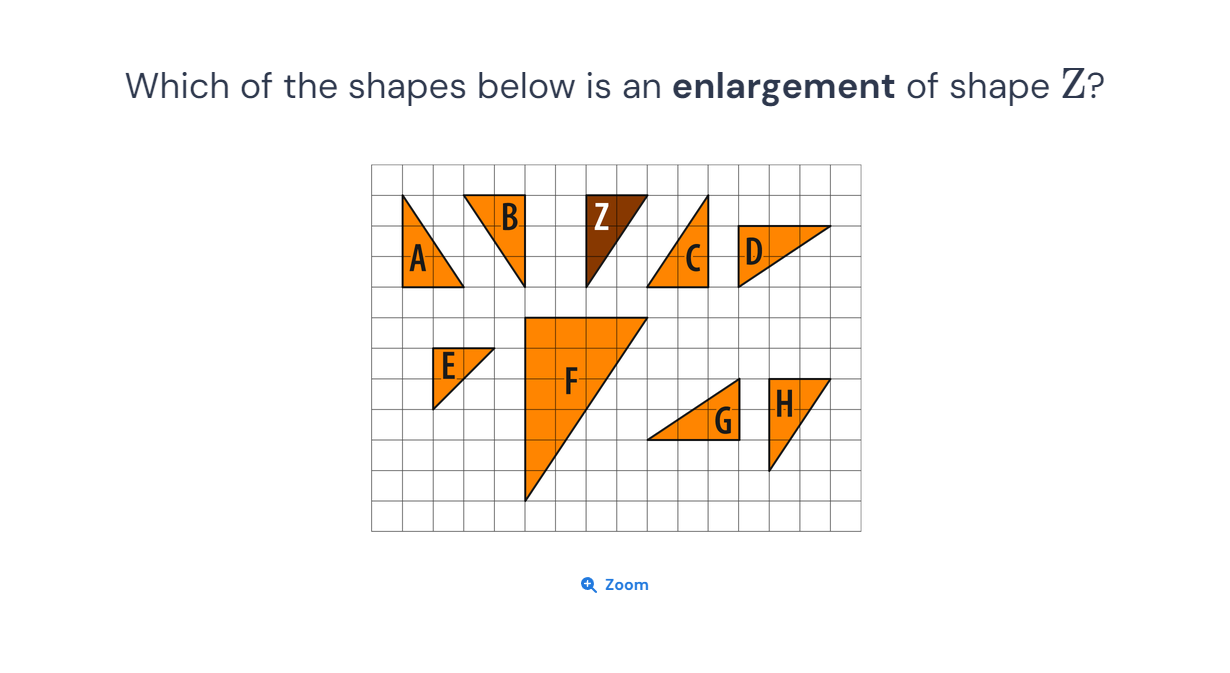 Which of the shapes below is an enlargement of shape Z?
B Z
A C D
E
F H
G
Zoom